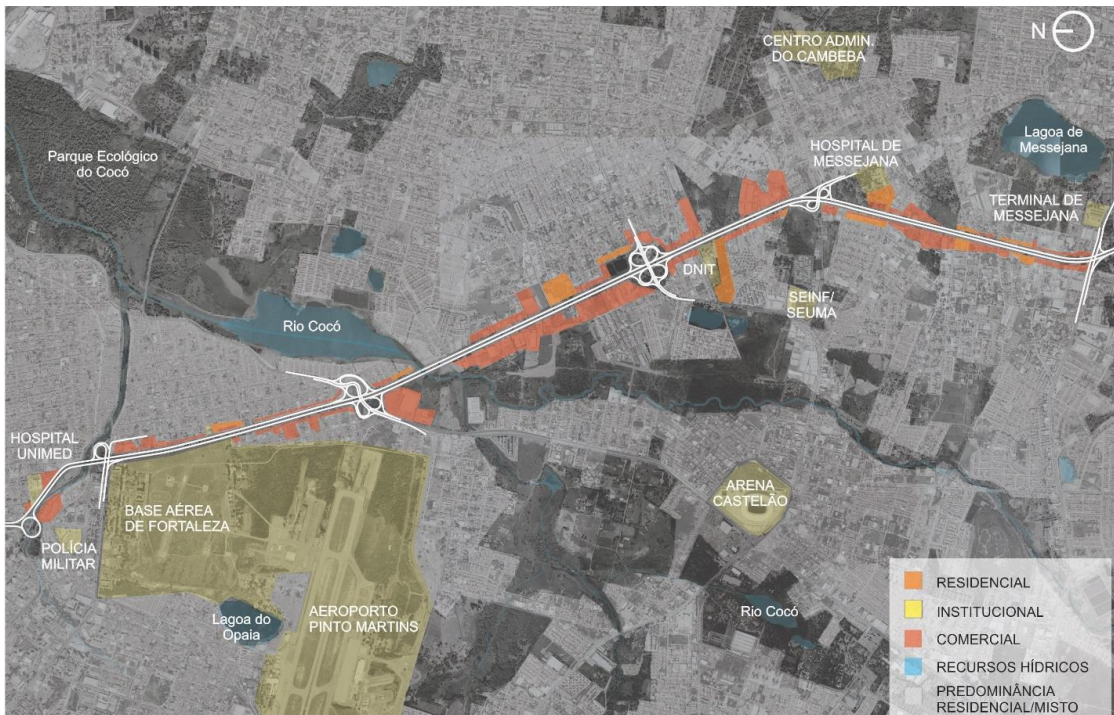 N
CENTRO ADMIN.
DO CAMBEBA
Lagoa de
Messejana
HOSPITAL DE
MESSEJANA
Parque Ecológico
do Cocó
TERMINAL DE
MESSEJANA
DNIT
SEINF/
SEUMA
Rio Cocó
HOSPITAL
UNIMED
ARENA
CASTELÃO
BASE AÉREA
DE FORTALEZA
POLÍCIA
MILITAR
Lagoa do
Opaia
AEROPORTO
PINTO MARTINS
Rio Cocó
RESIDENCIAL
INSTITUCIONAL
COMERCIAL
RECURSOS HÍDRICOS
PREDOMINÂNCIA
RESIDENCIAL/MISTO